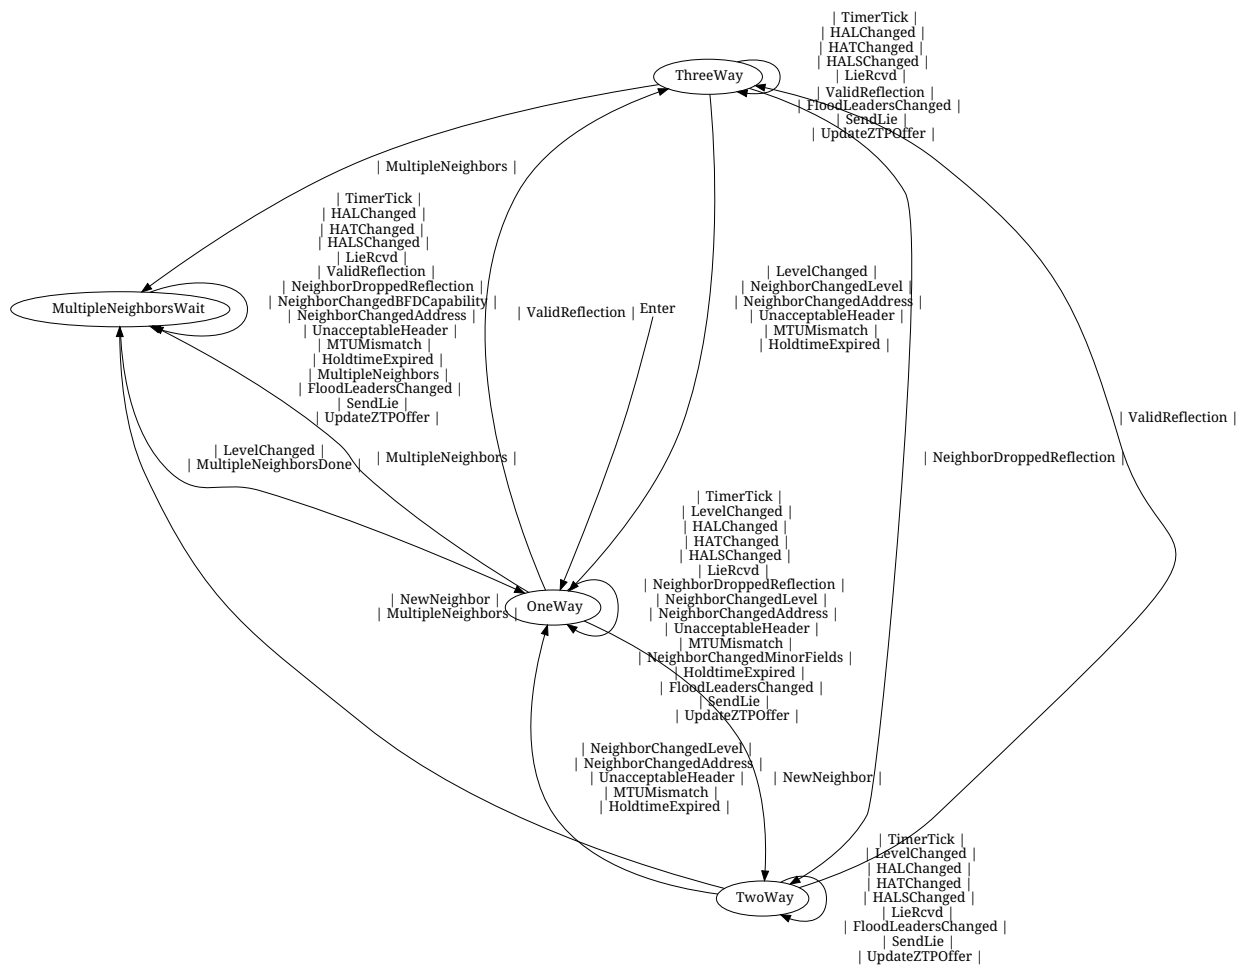 | TimerTick |
| HALChanged |
| HATChanged |
| HALSChanged |
| LieRcvd |
| ValidReflection |
| FloodLeadersChanged |
| SendLie |
| UpdateZTPOffer |
ThreeWay
| MultipleNeighbors |
| TimerTick |
| HALChanged |
| HATChanged |
| HALSChanged |
| LieRcvd |
| ValidReflection |
| NeighborDroppedReflection |
| NeighborChangedBFDCapability |
| NeighborChangedAddress |
| UnacceptableHeader |
| MTUMismatch |
| HoldtimeExpired |
| MultipleNeighbors |
| FloodLeadersChanged |
| SendLie |
| UpdateZTPOffer |
MultipleNeighborsWait
| ValidReflection |
Enter
| LevelChanged |
| NeighborChangedLevel |
| NeighborChangedAddress |
| UnacceptableHeader |
| MTUMismatch |
| HoldtimeExpired |
| ValidReflection |
| LevelChanged |
| MultipleNeighborsDone |
| MultipleNeighbors |
| NeighborDroppedReflection |
| TimerTick |
| LevelChanged |
| HALChanged |
| HATChanged |
| HALSChanged |
| LieRcvd |
| NeighborDroppedReflection |
| NeighborChangedLevel |
| NeighborChangedAddress |
| UnacceptableHeader |
| MTUMismatch |
| NeighborChangedMinorFields |
| HoldtimeExpired |
| FloodLeadersChanged |
| SendLie |
| UpdateZTPOffer |
| NewNeighbor |
| MultipleNeighbors |
OneWay
| NeighborChangedLevel |
| NeighborChangedAddress |
| UnacceptableHeader |
| MTUMismatch |
| HoldtimeExpired |
| NewNeighbor |
| TimerTick |
| LevelChanged |
| HALChanged |
| HATChanged |
| HALSChanged |
| LieRcvd |
| FloodLeadersChanged |
| SendLie |
| UpdateZTPOffer |
TwoWay